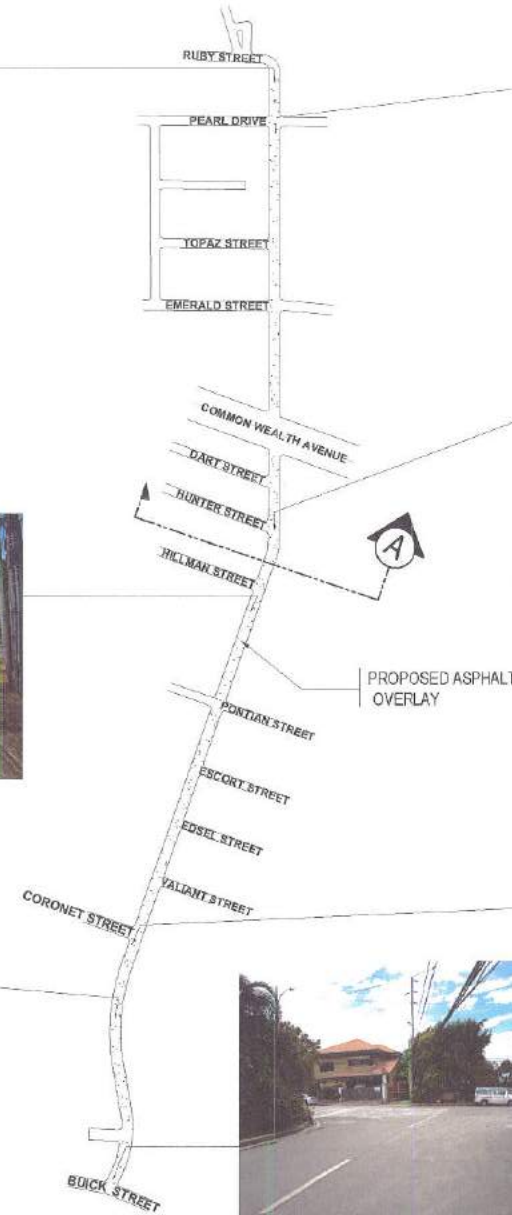 RUBY STREET
PEARL DRIVE
TOPAZ STREET
EMERALD STREET
COMMON WEALTH AVENUE
DART STREET
HUNTER STREET
A
HILLMAN STREET
PROPOSED ASPHALT
OVERLAY
PONTIAN STREET
ESCORT STREET
EDSEL STREET
VALIANT STREET
CORONET STREET
BUICK STREET